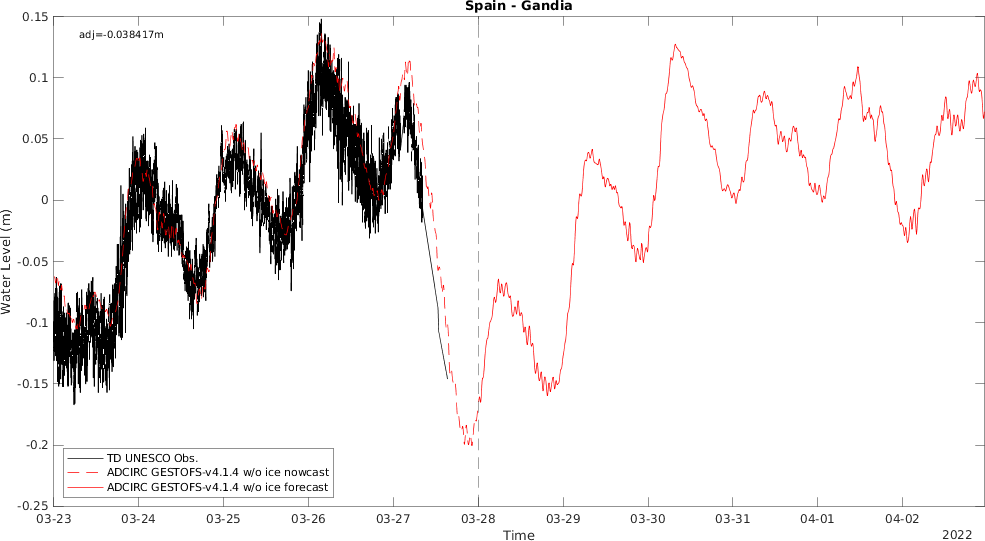 Spain - Gandia
adj=-0.038417m
Water Level (m)
0.15
0.1
0.05
0
-0.05
-0.1
-0.15
-0.2
-0.25
TD UNESCO Obs.
ADCIRC GESTOFS-v4.1.4 w/o ice nowcast
ADCIRC GESTOFS-v4.1.4 w/o ice forecast
03-23 03-24 03-25 03-26 03-27 03-28 03-29 03-30 03-31 04-01 04-02
Time
2022